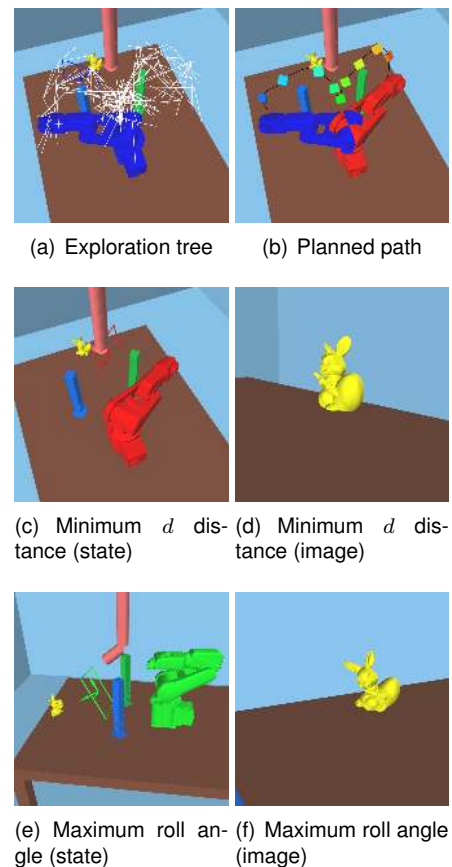 (a) Exploration tree
(b) Planned path
(c) Minimum d dis-
tance (state)
(d) Minimum d dis-
tance (image)
(e) Maximum roll an-
gle (state)
(f) Maximum roll angle
(image)